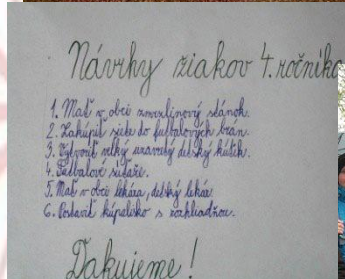 Návrhy žiakov 4. ročníka
1. Mať v obci zmrzlinový stánok.
2. Zakúpiť siete do futbalových brán.
3. Vytvoriť veľký uzavretý detský kútik.
4. Futbalové súťaže.
5. Mať v obci lekára, detský lekár.
6. Postaviť kúpalisko s rozhľadňou.
Ďakujeme!